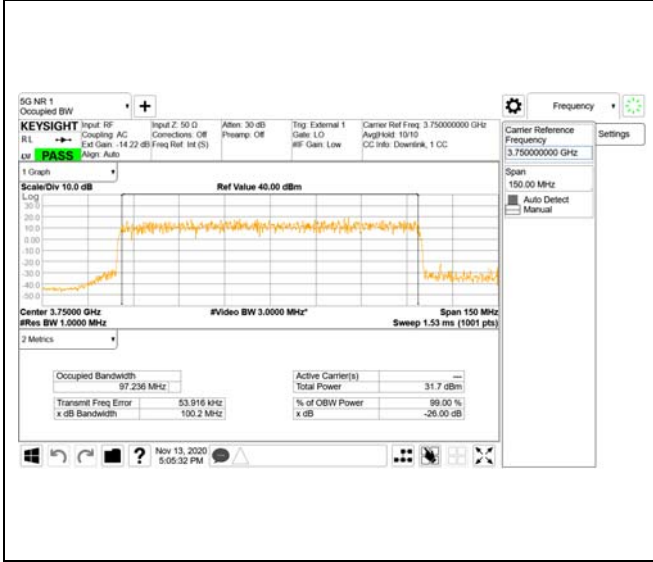 5G NR 1
Occupied BW
Frequency
KEYSIGHT
R L
PASS
Input: RF
Coupling: AC
Ext Gain: -14.22 dB
Align: Auto
Input Z: 50 Ω
Corrections: Off
Freq Ref: Int (S)
Atten: 30 dB
Preamp: Off
Trig: External 1
Gate: LO
#IF Gain: Low
Carrier Ref Freq: 3.750000000 GHz
Avg|Hold: 10/10
CC Info: Downlink, 1 CC
Carrier Reference
Frequency
3.750000000 GHz
Settings
Span
150.00 MHz
Auto Detect
Manual
1 Graph
Scale/Div 10.0 dB
Ref Value 40.00 dBm
Log
30.0
20.0
10.0
0.00
-10.0
-20.0
-30.0
-40.0
-50.0
Center 3.75000 GHz
#Video BW 3.0000 MHz*
Span 150 MHz
#Res BW 1.0000 MHz
Sweep 1.53 ms (1001 pts)
2 Metrics
Occupied Bandwidth
97.236 MHz
Transmit Freq Error 53.916 kHz
x dB Bandwidth 100.2 MHz
Active Carrier(s) ---
Total Power 31.7 dBm
% of OBW Power 99.00 %
x dB -26.00 dB
?
Nov 13, 2020
5:05:32 PM